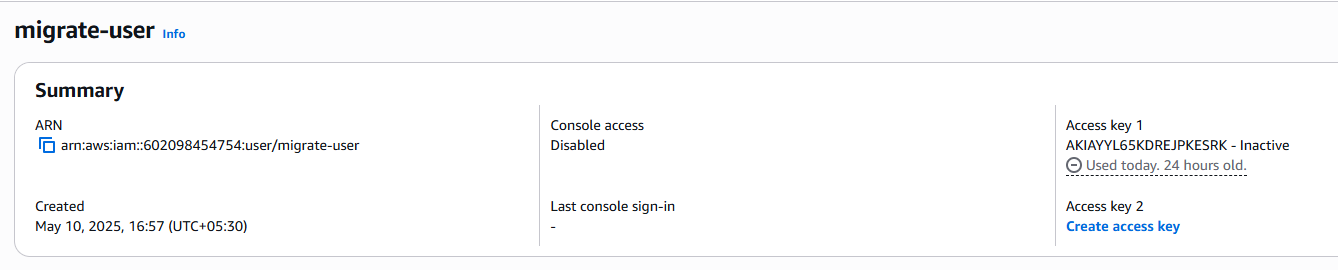 migrate-user Info
Summary
ARN
arn:aws:iam::602098454754:user/migrate-user
Created
May 10, 2025, 16:57 (UTC+05:30)
Console access
Disabled
Last console sign-in
-
Access key 1
AKIAYYL65KDREJPKESRK - Inactive
Used today. 24 hours old.
Access key 2
Create access key